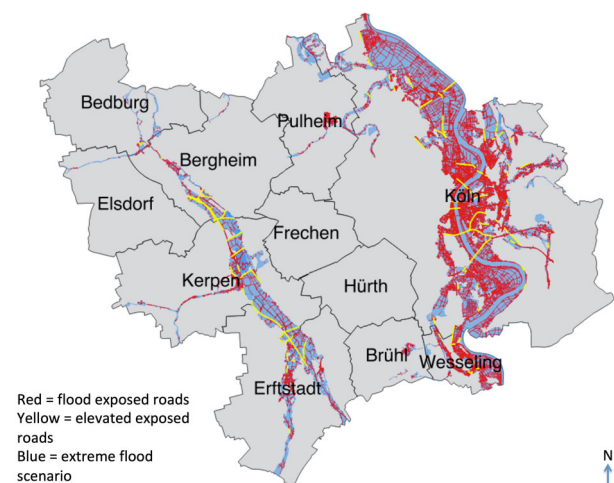 Bedburg
Pulheim
Bergheim
Elsdorf
Köln
Frechen
Kerpen
Hürth
Brühl
Wesseling
Erftstadt
Red = flood exposed roads
Yellow = elevated exposed
roads
Blue = extreme flood
scenario
N